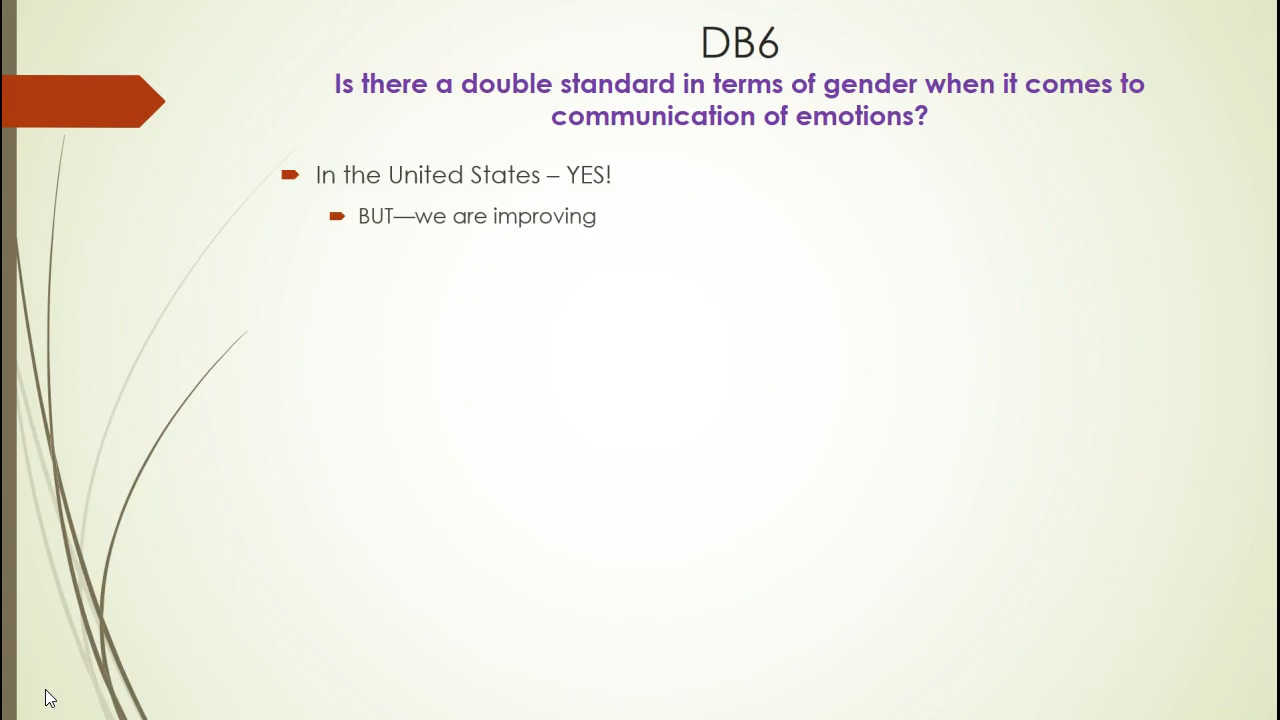 DB6
Is there a double standard in terms of gender when it comes to
communication of emotions?
In the United States – YES!
BUT—we are improving